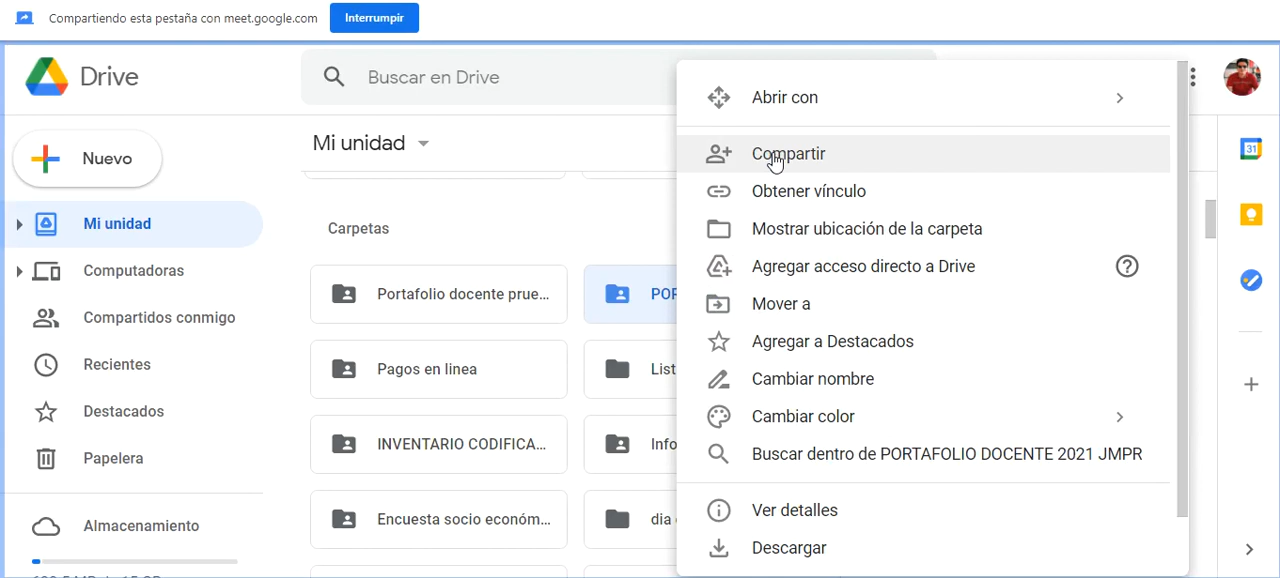 Compartiendo esta pestaña con meet.google.com
Interrumpir
Drive
Buscar en Drive
Nuevo
Mi unidad
Computadoras
Compartidos conmigo
Recientes
Destacados
Papelera
Almacenamiento
Mi unidad
Carpetas
Portafolio docente prue...
POR
Pagos en linea
List
INVENTARIO CODIFICA...
Info
Encuesta socio económ...
dia
Abrir con
Compartir
Obtener vínculo
Mostrar ubicación de la carpeta
Agregar acceso directo a Drive
Mover a
Agregar a Destacados
Cambiar nombre
Cambiar color
Buscar dentro de PORTAFOLIO DOCENTE 2021 JMPR
Ver detalles
Descargar
31